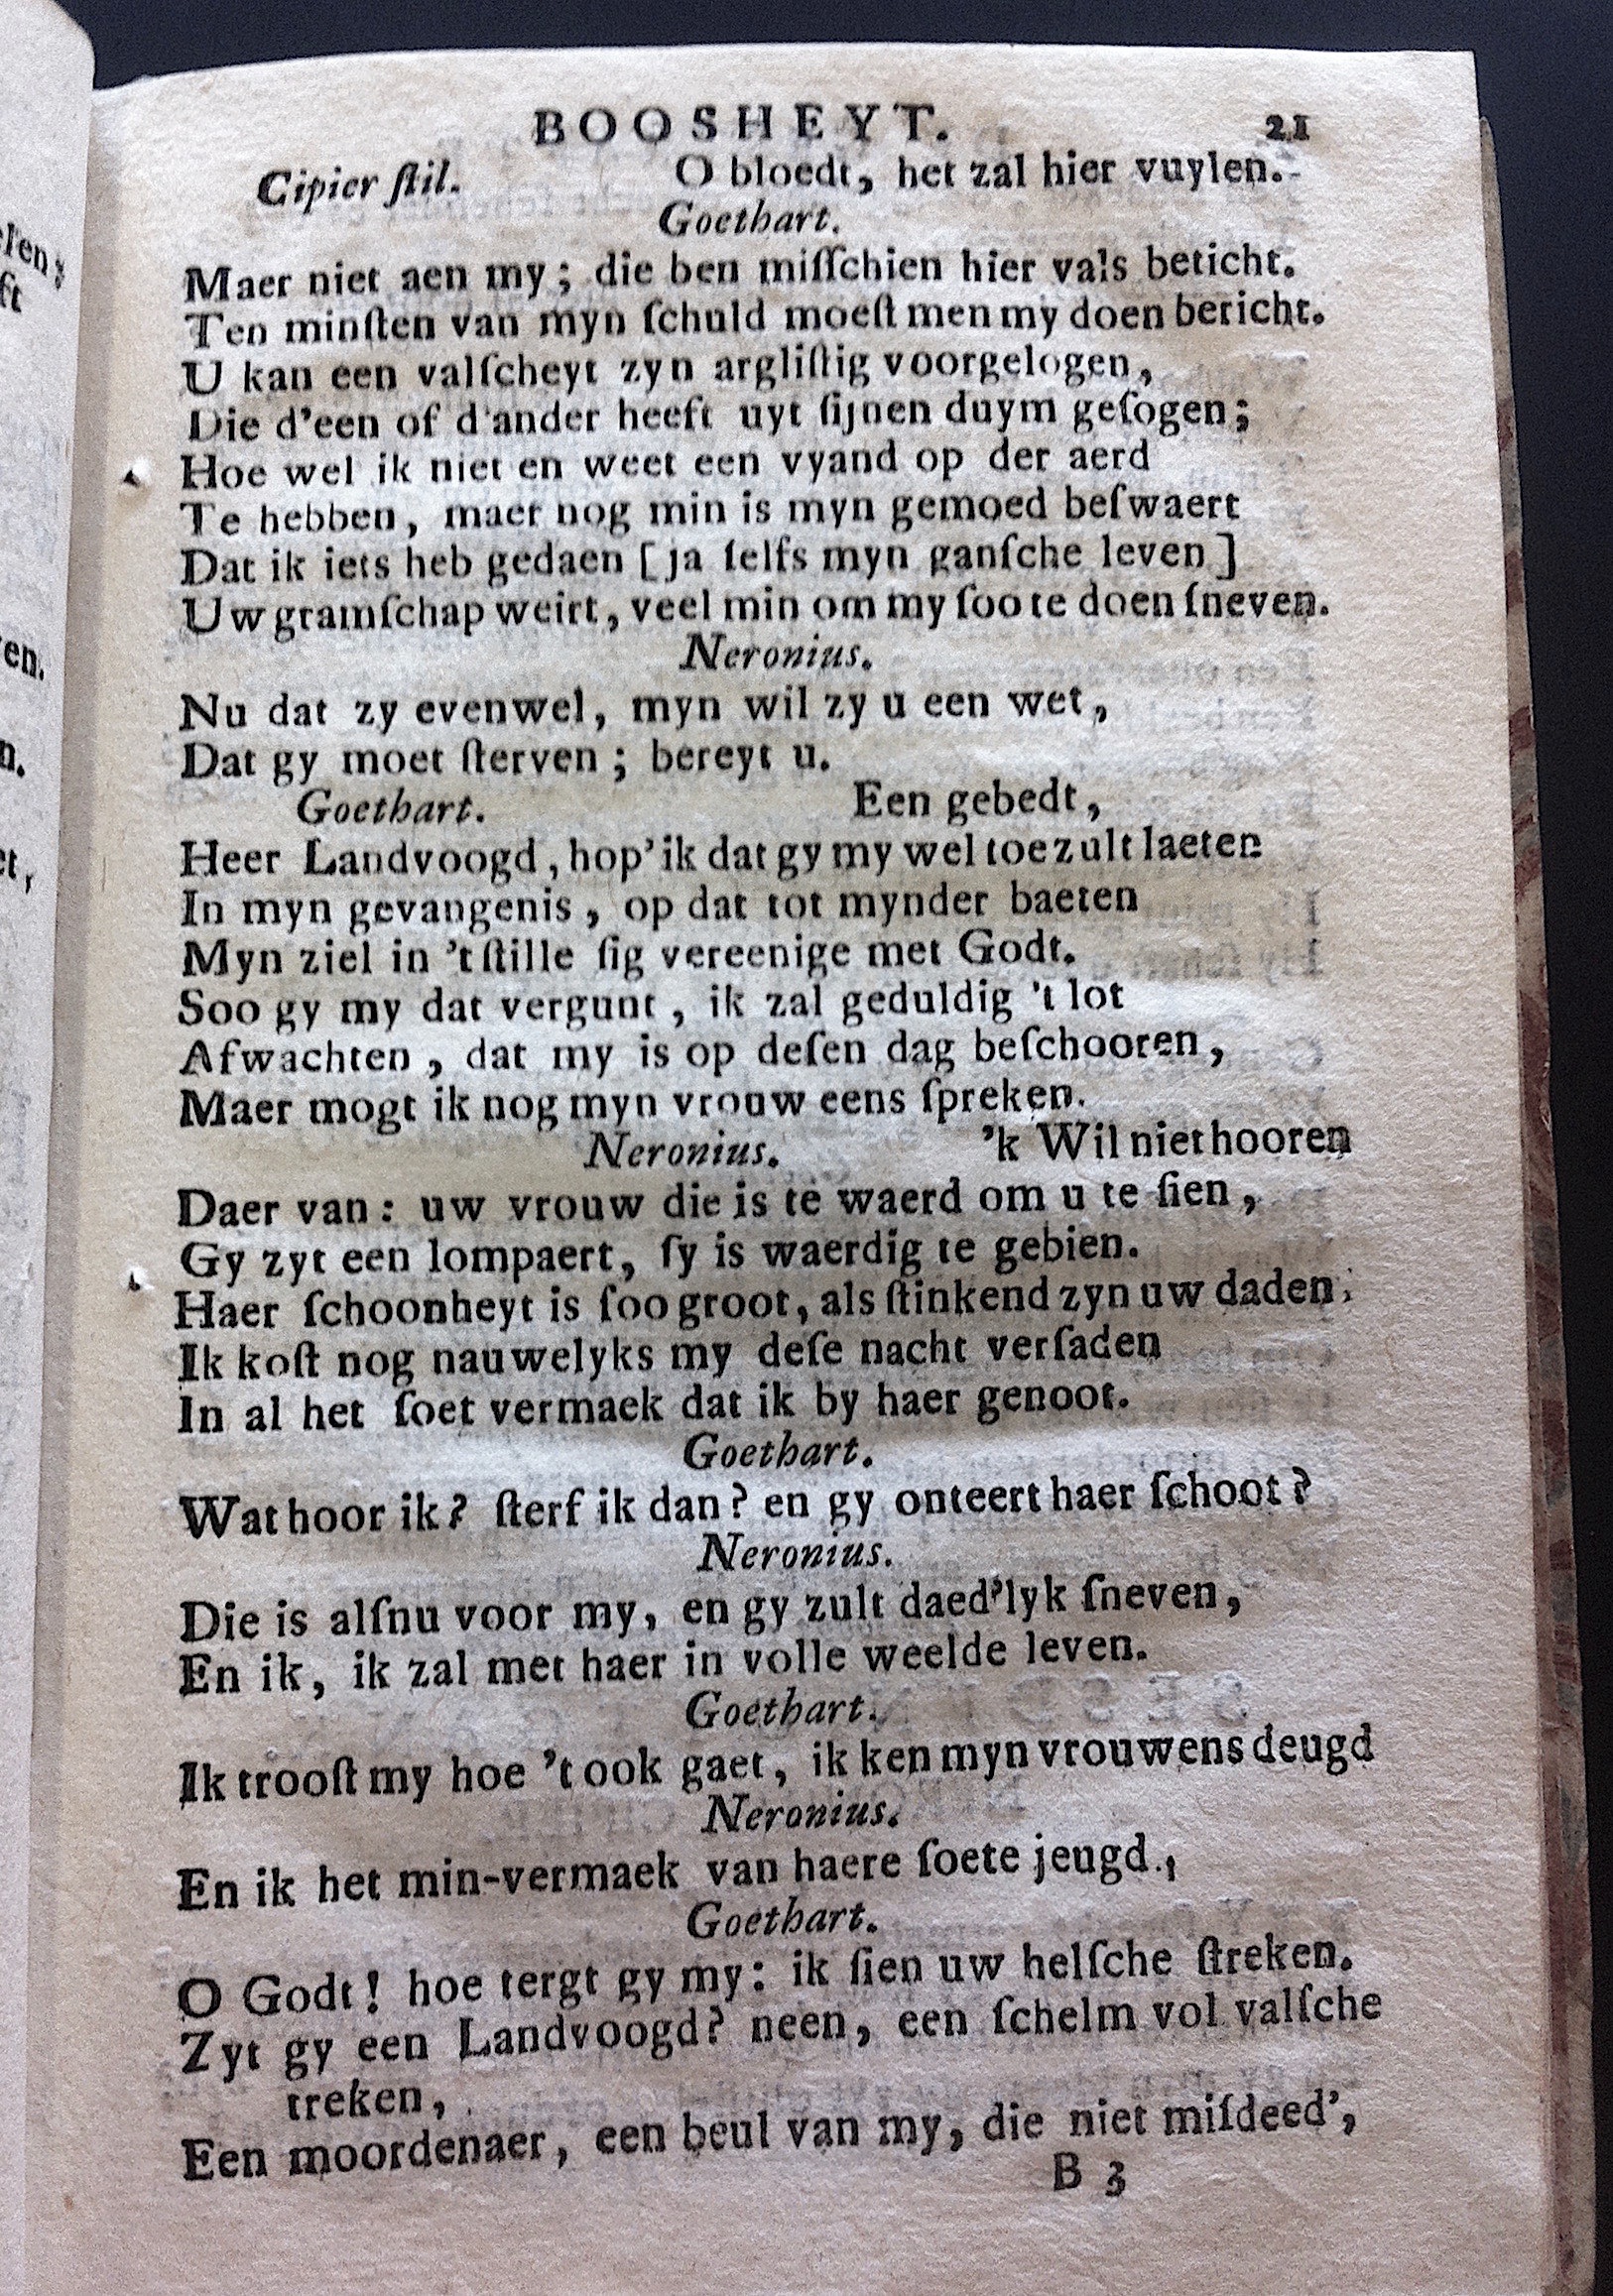 BOOSHEYT. 21
Cipier ſtil. O bloedt, het zal hier vuylen.
Goethart.
Maer niet aen my; die ben miſſchien hier vals beticht.
Ten minſten van myn ſchuld moeſt men my doen bericht.
U kan een valſcheyt zyn argliſtig voorgelogen,
Die d'een of d'ander heeft uyt ſijnen duym geſogen;
Hoe wel ik niet en weet een vyand op der aerd
Te hebben, maer nog min is myn gemoed beſwaert
Dat ik iets heb gedaen [ja ſelfs myn ganſche leven]
Uw gramſchap weirt, veel min om my ſoo te doen ſneven.
Neronius.
Nu dat zy evenwel, myn wil zy u een wet,
Dat gy moet ſterven; bereyt u.
Goethart. Een gebedt,
Heer Landvoogd, hop' ik dat gy my wel toe zult laeten
In myn gevangenis, op dat tot mynder baeten
Myn ziel in 't ſtille ſig vereenige met Godt.
Soo gy my dat vergunt, ik zal geduldig 't lot
Afwachten, dat my is op deſen dag beſchooren,
Maer mogt ik nog myn vrouw eens ſpreken.
Neronius. 'k Wil niet hooren
Daer van: uw vrouw die is te waerd om u te ſien,
Gy zyt een lompaert, ſy is waerdig te gebien.
Haer ſchoonheyt is ſoo groot, als ſtinkend zyn uw daden;
Ik koſt nog nauwelyks my deſe nacht verſaden
In al het ſoet vermaek dat ik by haer genoot.
Goethart.
Wat hoor ik? ſterf ik dan? en gy onteert haer ſchoot?
Neronius.
Die is alſnu voor my, en gy zult daed'lyk ſneven,
En ik, ik zal met haer in volle weelde leven.
Goethart.
Ik trooſt my hoe 't ook gaet, ik ken myn vrouwens deugd
Neronius.
En ik het min-vermaek van haere ſoete jeugd.,
Goethart.
O Godt! hoe tergt gy my: ik ſien uw helſche ſtreken.
Zyt gy een Landvoogd? neen, een ſchelm vol valſche
treken,
Een moordenaer, een beul van my, die niet miſdeed',
B 3